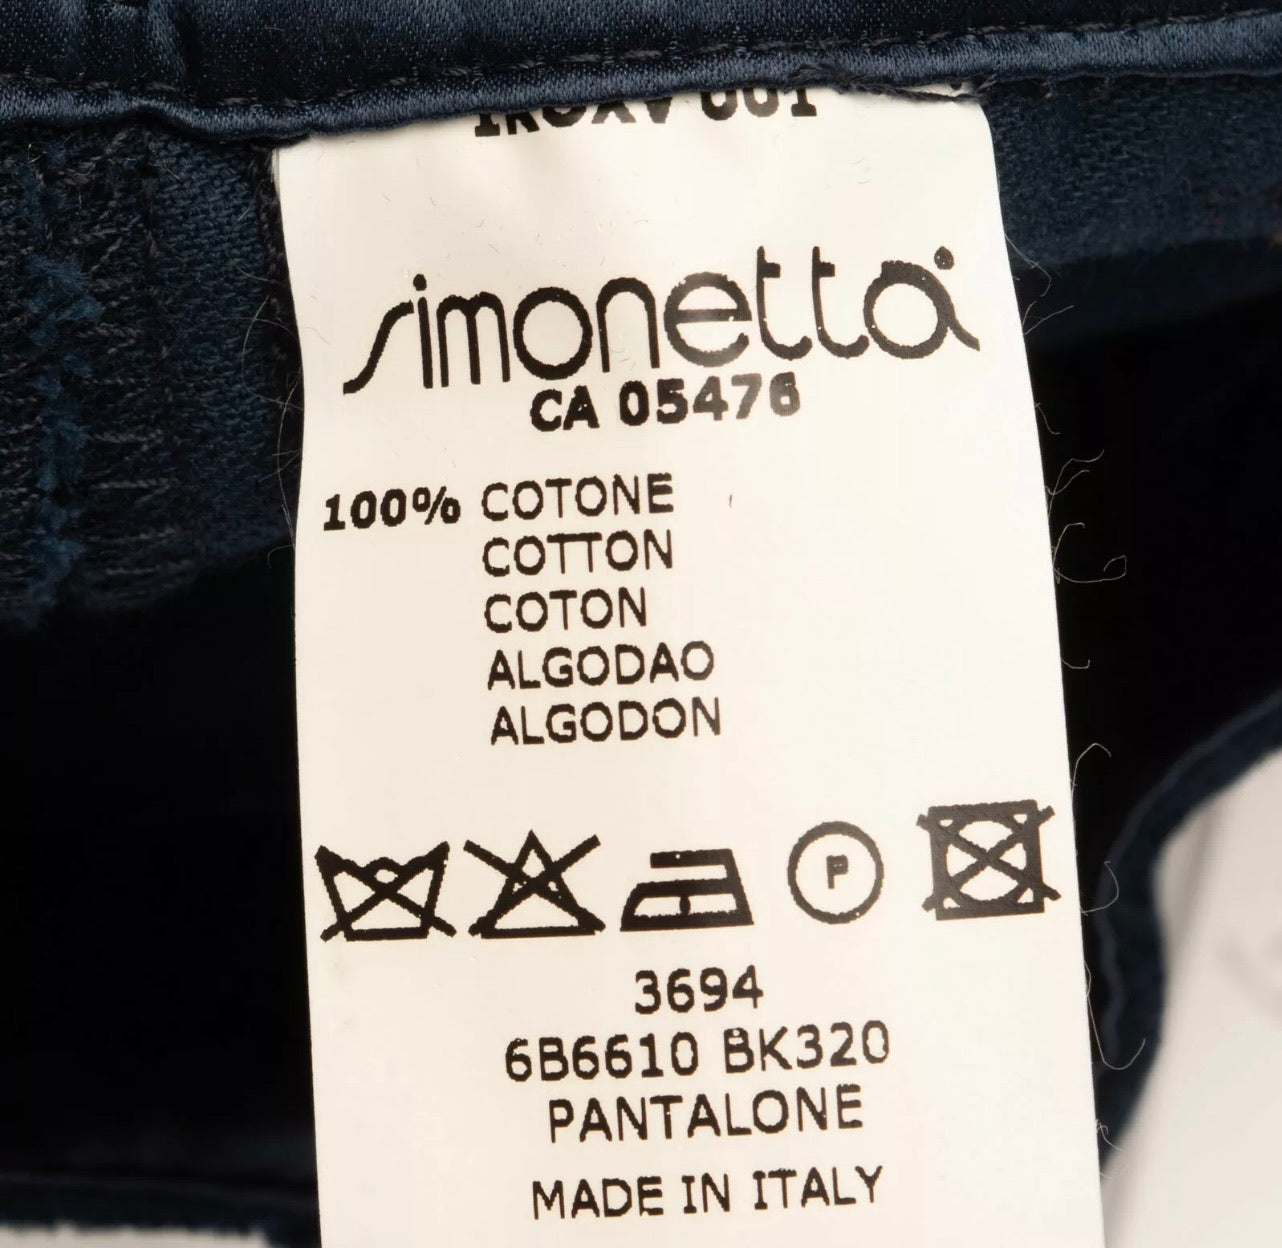 simonetta
CA 05476
100% COTONE
COTTON
COTON
ALGODAO
ALGODON
P
3694
6B6610 BK320
PANTALONE
MADE IN ITALY